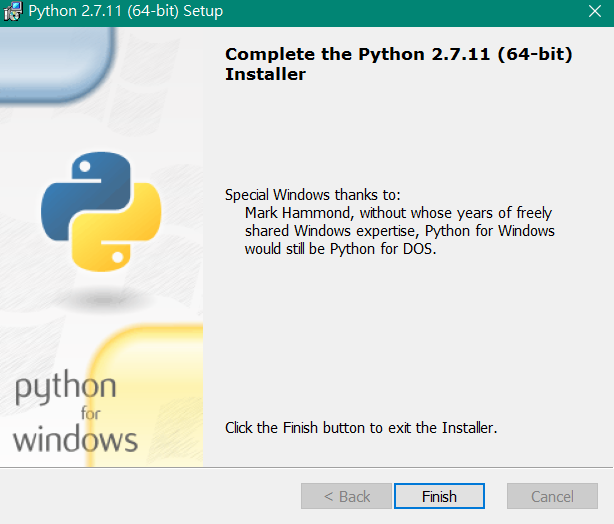 Python 2.7.11 (64-bit) Setup
Complete the Python 2.7.11 (64-bit)
Installer
Special Windows thanks to:
Mark Hammond, without whose years of freely
shared Windows expertise, Python for Windows
would still be Python for DOS.
python
for
windows
Click the Finish button to exit the Installer.
< Back
Finish
Cancel